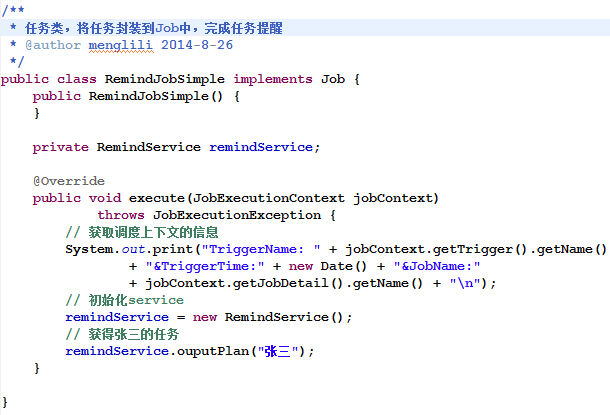 /**
 * 任务类，将任务封装到Job中，完成任务提醒
 * @author menglili 2014-8-26
 */
public class RemindJobSimple implements Job {
    public RemindJobSimple() {
    }

    private RemindService remindService;

    @Override
    public void execute(JobExecutionContext jobContext)
            throws JobExecutionException {
        // 获取调度上下文的信息
        System.out.print("TriggerName: " + jobContext.getTrigger().getName()
                + "&TriggerTime:" + new Date() + "&JobName:"
                + jobContext.getJobDetail().getName() + "\n");
        // 初始化service
        remindService = new RemindService();
        // 获得张三的任务
        remindService.ouputPlan("张三");
    }

}